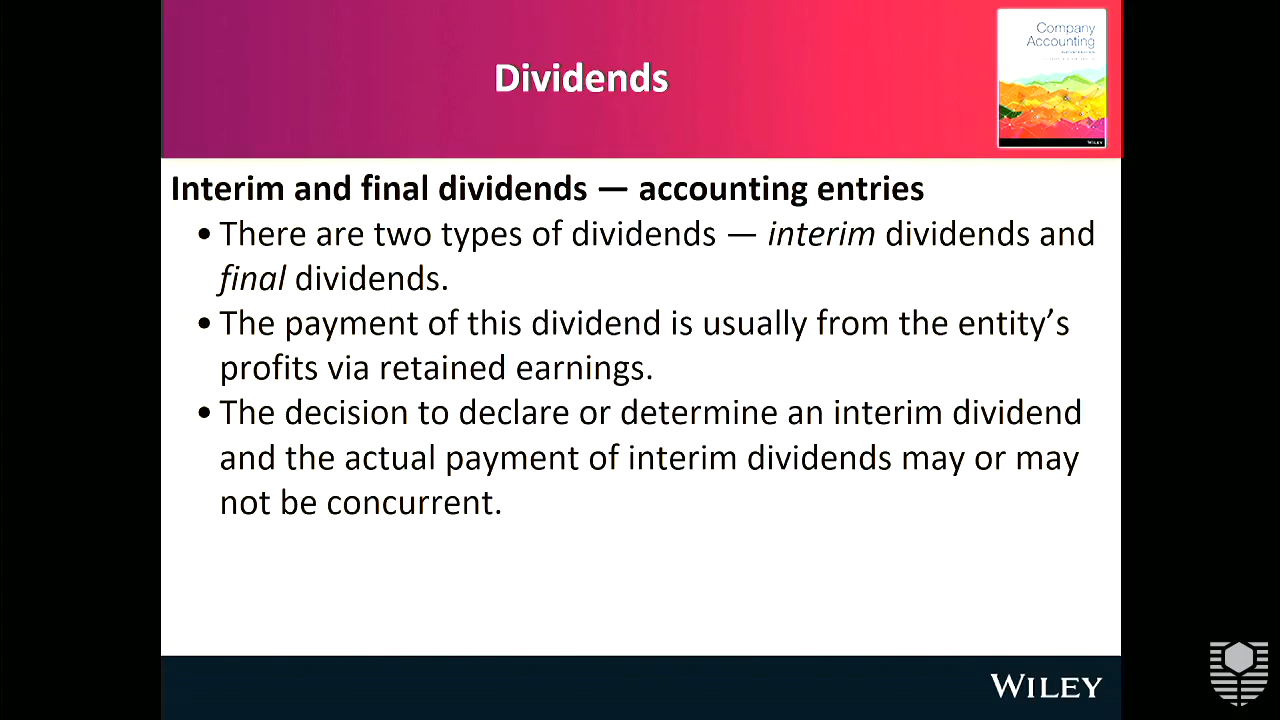 Dividends
Company
Accounting
WILEY
Interim and final dividends — accounting entries
• There are two types of dividends — interim dividends and
final dividends.
• The payment of this dividend is usually from the entity’s
profits via retained earnings.
• The decision to declare or determine an interim dividend
and the actual payment of interim dividends may or may
not be concurrent.
WILEY